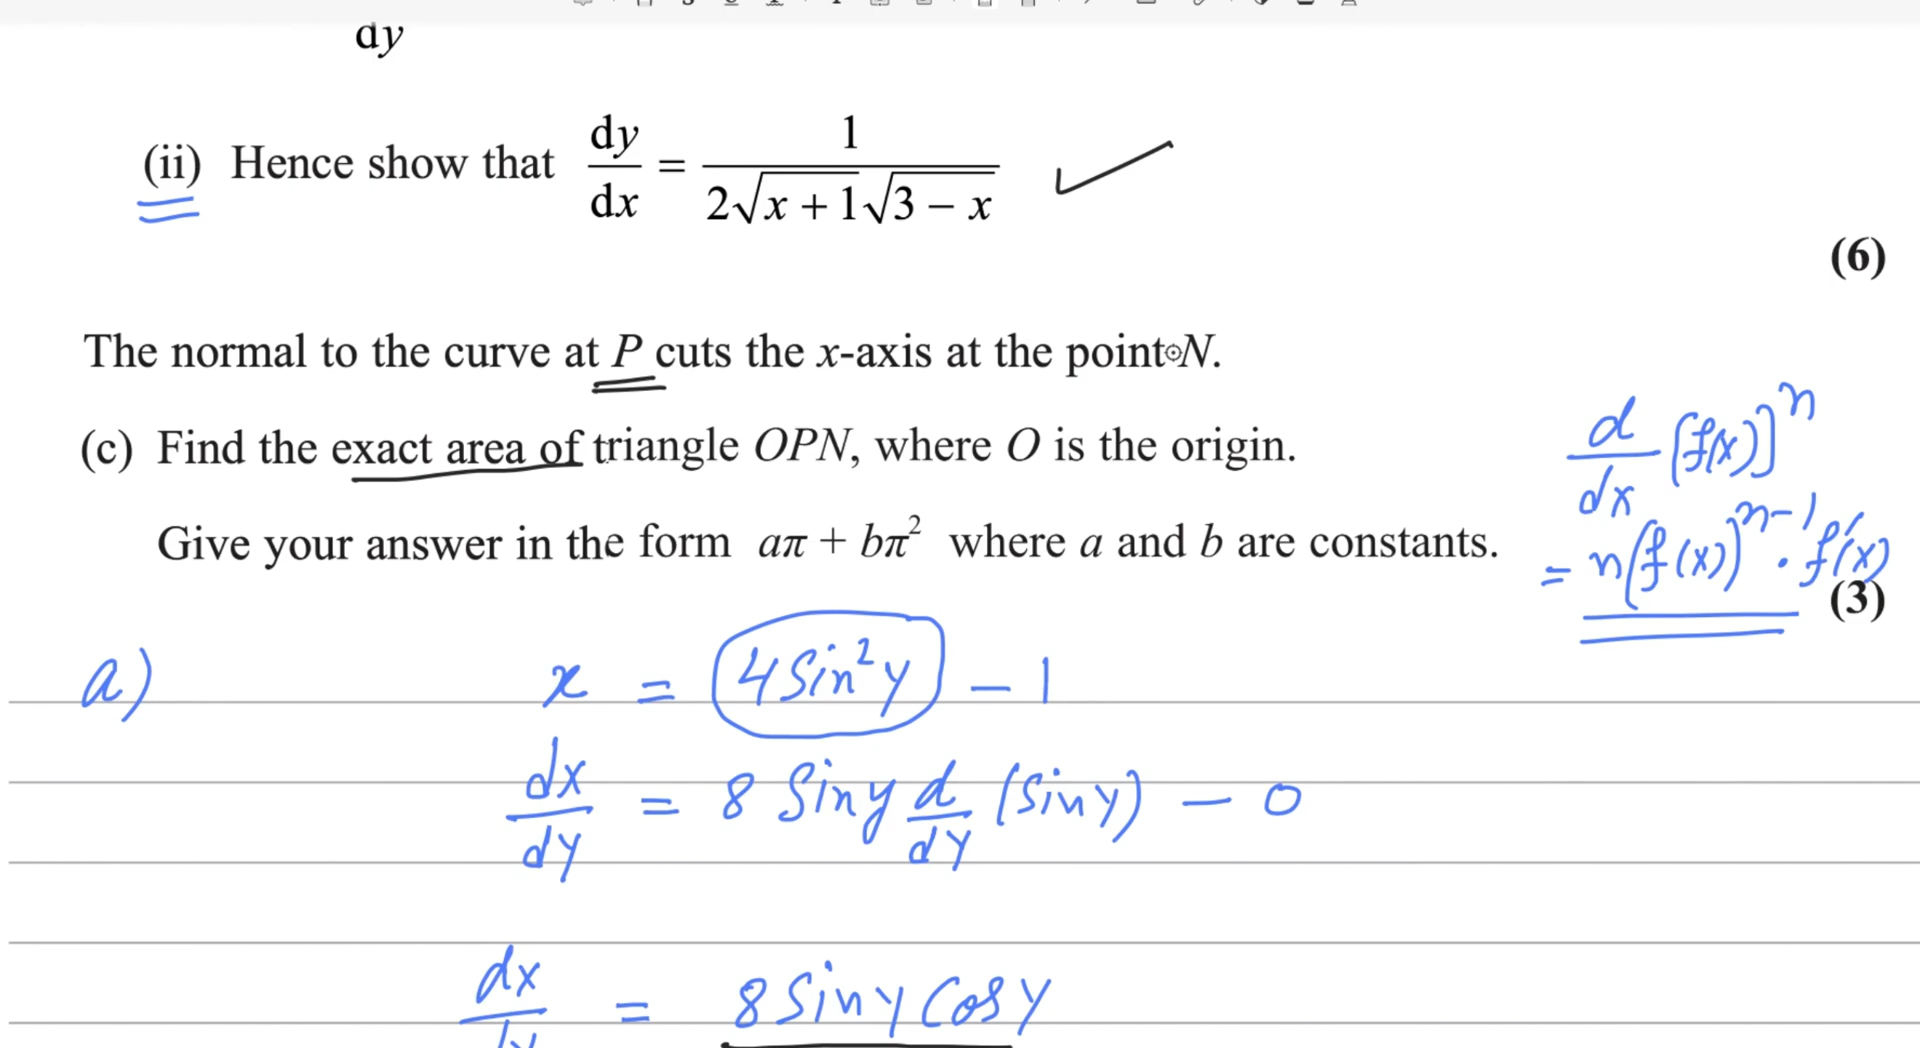 dy
(ii) Hence show that dy/dx = 1/(2√(x + 1)√(3 − x))
(6)
The normal to the curve at P cuts the x-axis at the point N.
(c) Find the exact area of triangle OPN, where O is the origin.
Give your answer in the form aπ + bπ² where a and b are constants.
(3)
d/dx [f(x)]ⁿ
= n(f(x))ⁿ⁻¹ · f'(x)
a) x = 4 Sin²y − 1
dx/dy = 8 Siny d/dy (Siny) − 0
dx/dy = 8 Siny Cosy